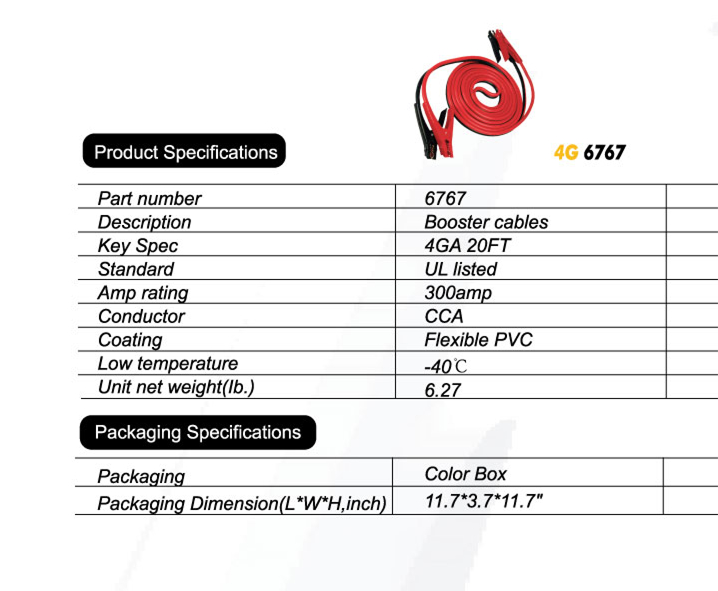 4G 6767
Product Specifications
Part number 6767
Description Booster cables
Key Spec 4GA 20FT
Standard UL listed
Amp rating 300amp
Conductor CCA
Coating Flexible PVC
Low temperature -40℃
Unit net weight(lb.) 6.27
Packaging Specifications
Packaging Color Box
Packaging Dimension(L*W*H,inch) 11.7*3.7*11.7"